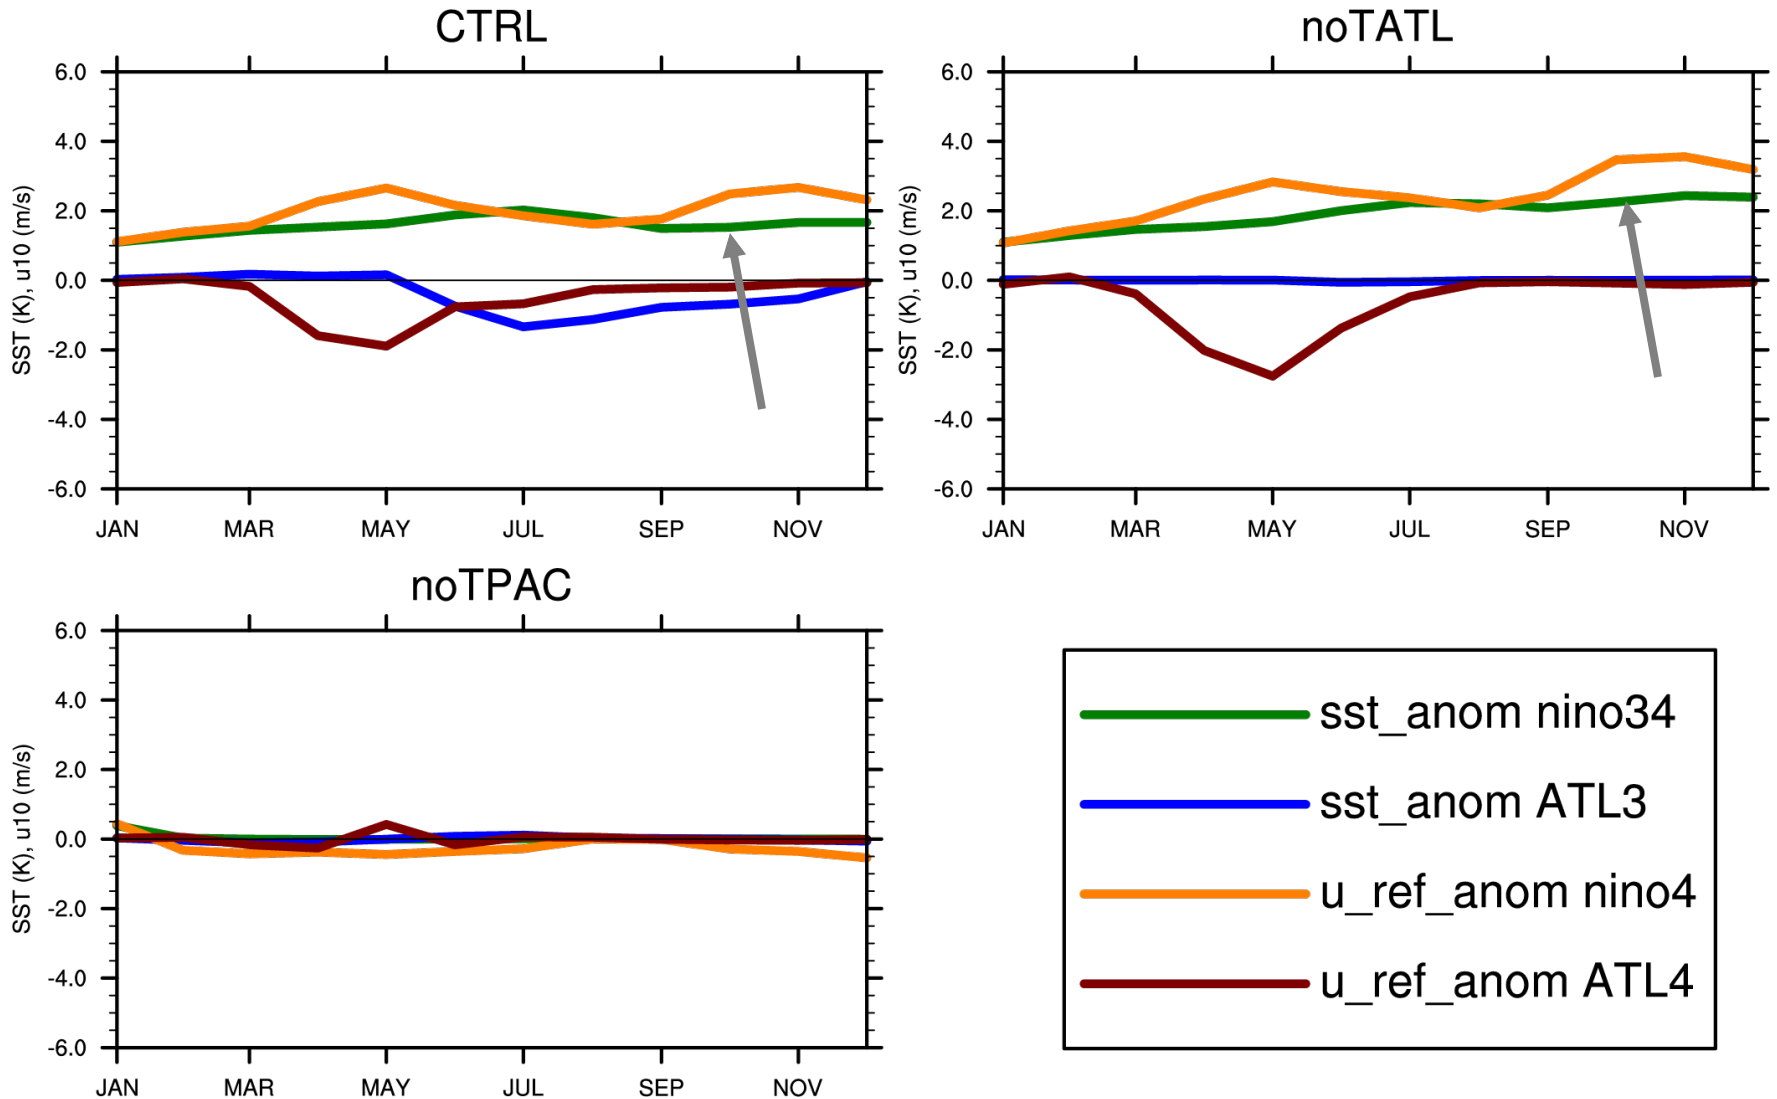 CTRL
6.0
4.0
2.0
0.0
-2.0
-4.0
-6.0
SST (K), u10 (m/s)
JAN MAR MAY JUL SEP NOV
noTATL
6.0
4.0
2.0
0.0
-2.0
-4.0
-6.0
SST (K), u10 (m/s)
JAN MAR MAY JUL SEP NOV
noTPAC
6.0
4.0
2.0
0.0
-2.0
-4.0
-6.0
SST (K), u10 (m/s)
JAN MAR MAY JUL SEP NOV
sst_anom nino34
sst_anom ATL3
u_ref_anom nino4
u_ref_anom ATL4